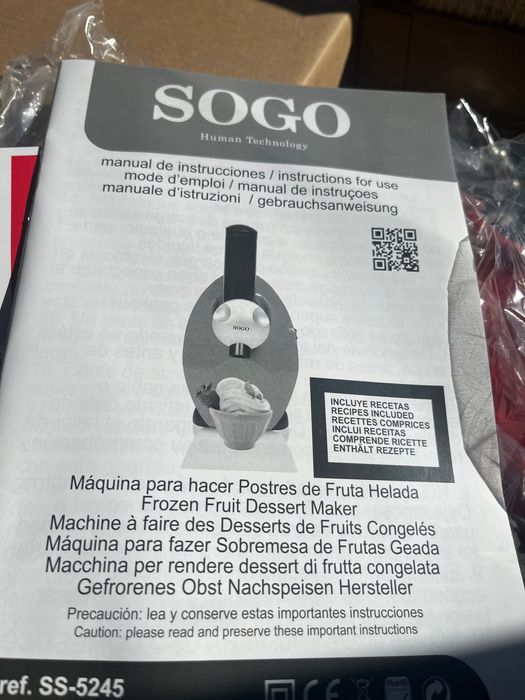 SOGO
Human Technology
manual de instrucciones / instructions for use
mode d'emploi / manual de instruçoes
manuale d'istruzioni / gebrauchsanweisung
SOGO
INCLUYE RECETAS
RECIPES INCLUDED
RECETTES COMPRICES
INCLUI RECEITAS
COMPRENDE RICETTE
ENTHÄLT REZEPTE
Máquina para hacer Postres de Fruta Helada
Frozen Fruit Dessert Maker
Machine à faire des Desserts de Fruits Congelés
Máquina para fazer Sobremesa de Frutas Geada
Macchina per rendere dessert di frutta congelata
Gefrorenes Obst Nachspeisen Hersteller
Precaución: lea y conserve estas importantes instrucciones
Caution: please read and preserve these important instructions
ref. SS-5245
CE
RoHS